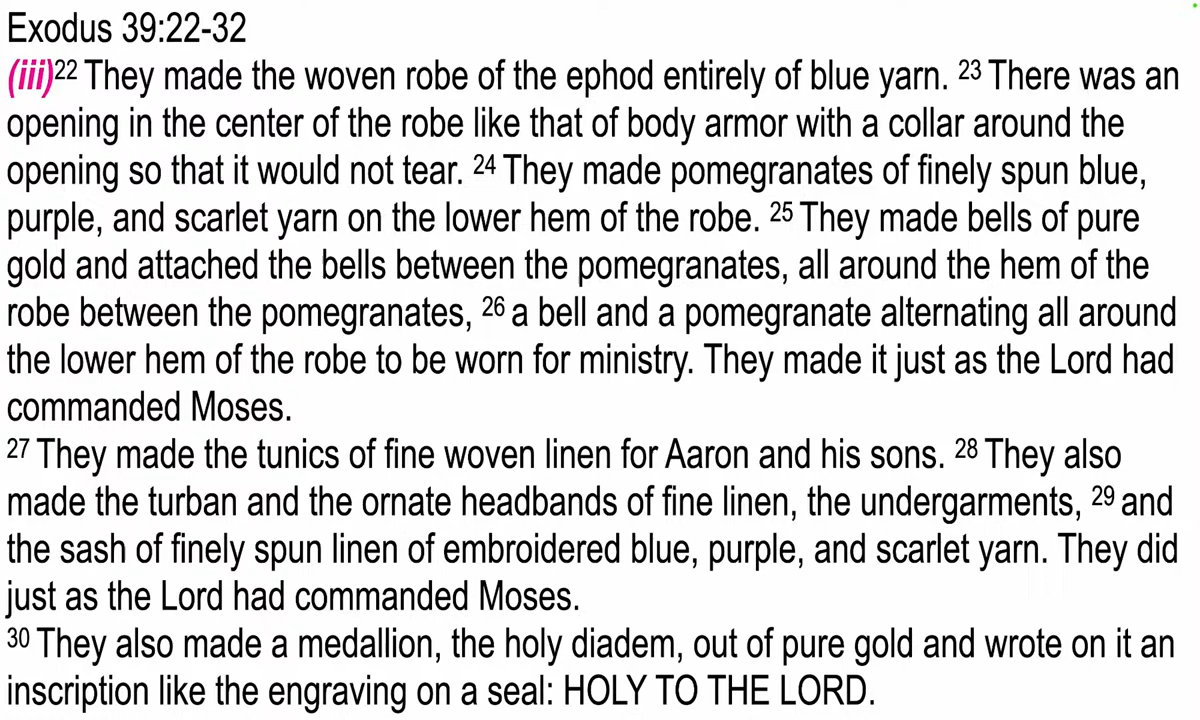 Exodus 39:22-32
(iii)22 They made the woven robe of the ephod entirely of blue yarn. 23 There was an
opening in the center of the robe like that of body armor with a collar around the
opening so that it would not tear. 24 They made pomegranates of finely spun blue,
purple, and scarlet yarn on the lower hem of the robe. 25 They made bells of pure
gold and attached the bells between the pomegranates, all around the hem of the
robe between the pomegranates, 26 a bell and a pomegranate alternating all around
the lower hem of the robe to be worn for ministry. They made it just as the Lord had
commanded Moses.
27 They made the tunics of fine woven linen for Aaron and his sons. 28 They also
made the turban and the ornate headbands of fine linen, the undergarments, 29 and
the sash of finely spun linen of embroidered blue, purple, and scarlet yarn. They did
just as the Lord had commanded Moses.
30 They also made a medallion, the holy diadem, out of pure gold and wrote on it an
inscription like the engraving on a seal: HOLY TO THE LORD.